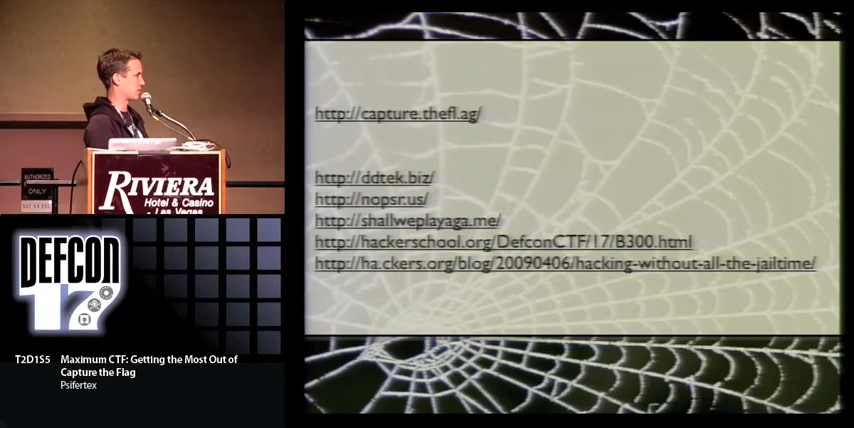 http://capture.thefl.ag/
http://ddtek.biz/
http://nopsr.us/
http://shallweplayaga.me/
http://hackerschool.org/DefconCTF/17/B300.html
http://ha.ckers.org/blog/20090406/hacking-without-all-the-jailtime/
AUTHORIZED
ONLY
RIVIERA
Hotel & Casino
Las Vegas
DEFCON
17
T2D1S5 Maximum CTF: Getting the Most Out of
Capture the Flag
Psifertex